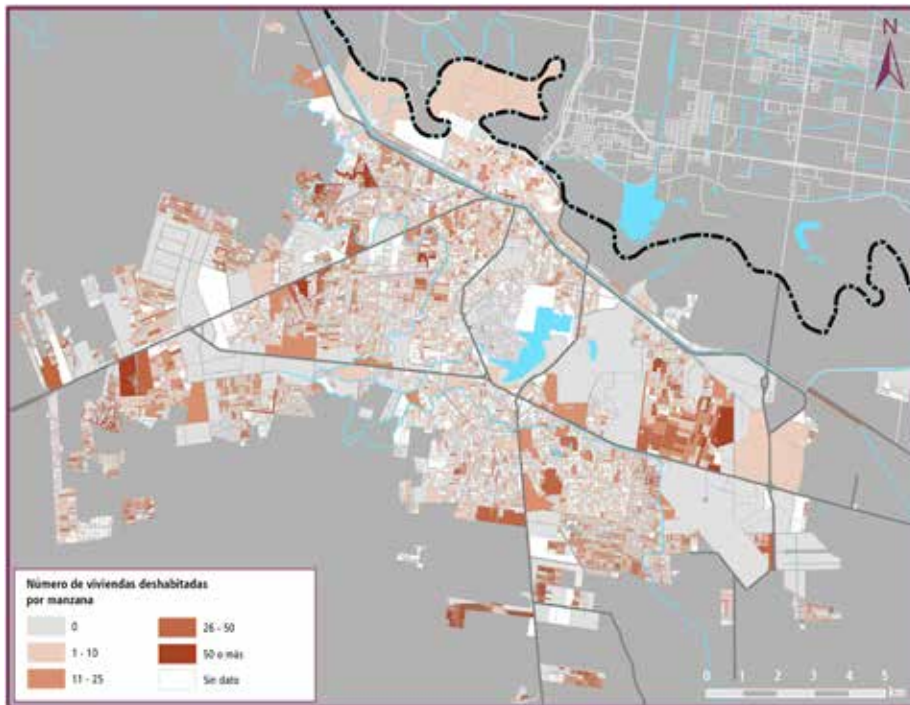 N
Número de viviendas deshabitadas
por manzana
0
1 - 10
11 - 25
26 - 50
50 o más
Sin dato
0 1 2 3 4 5
km